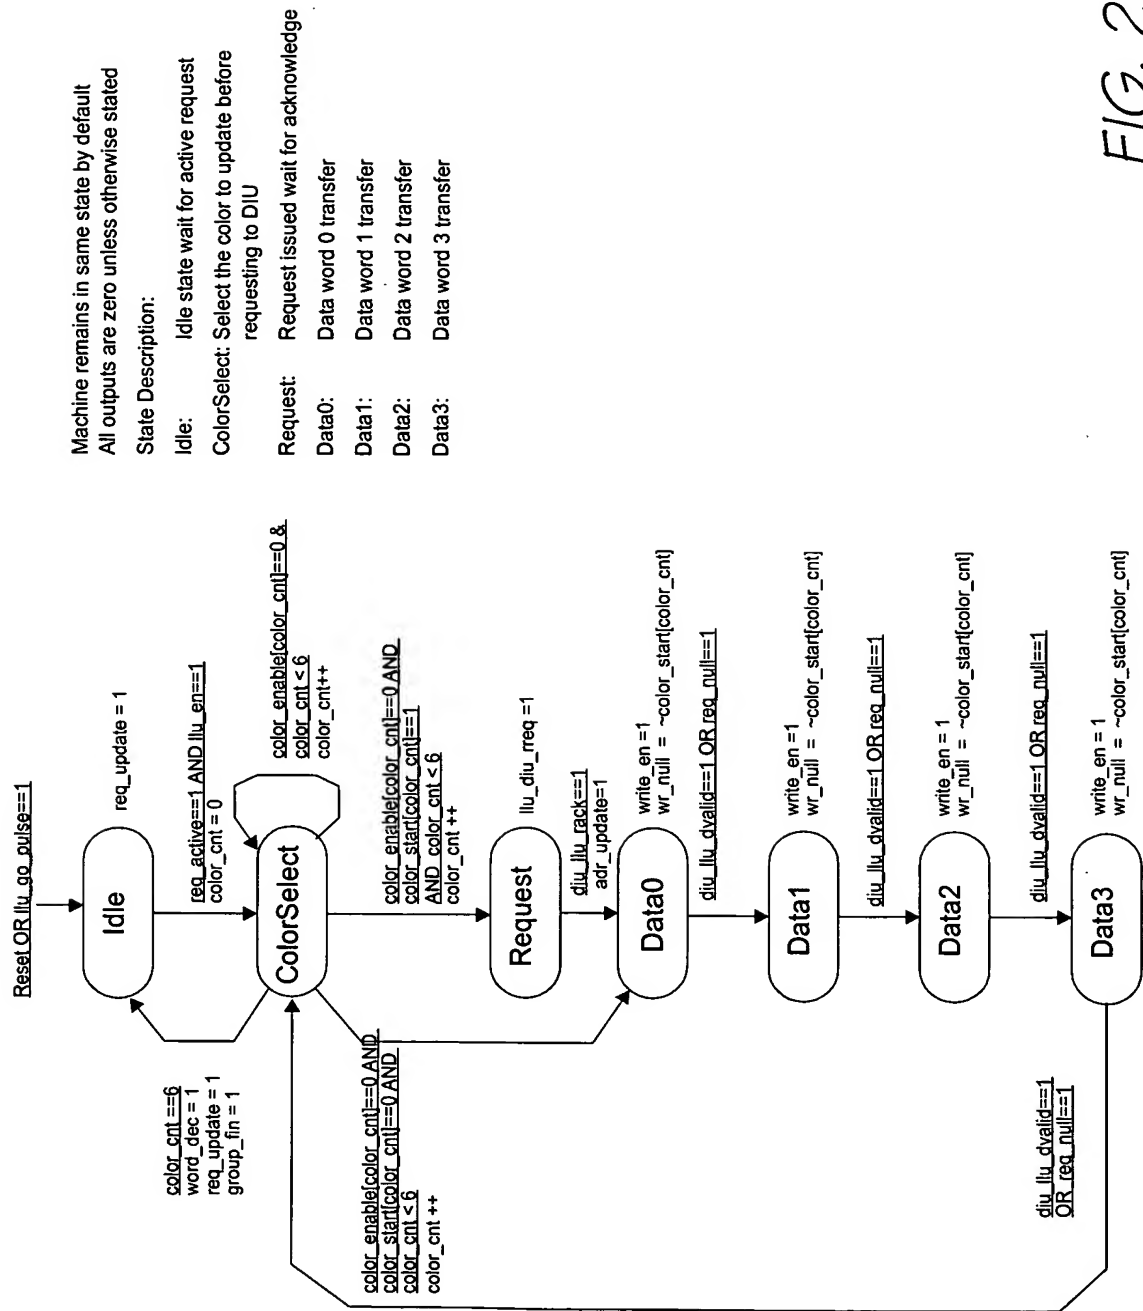 Reset OR llu_go_pulse==1
Idle
req_update = 1
req_active==1 AND llu_en==1
color_cnt = 0
color_cnt ==6
word_dec = 1
req_update = 1
group_fin = 1
ColorSelect
color_enable[color_cnt]==0 &
color_cnt < 6
color_cnt++
color_enable[color_cnt]==0 AND
color_start[color_cnt]==1
AND color_cnt < 6
color_cnt ++
color_enable[color_cnt]==0 AND
color_start[color_cnt]==0 AND
color_cnt < 6
color_cnt ++
Request
llu_diu_rreq =1
diu_llu_rack==1
adr_update=1
Data0
write_en =1
wr_null = ~color_start[color_cnt]
diu_llu_dvalid==1 OR req_null==1
Data1
write_en =1
wr_null = ~color_start[color_cnt]
diu_llu_dvalid==1 OR req_null==1
Data2
write_en = 1
wr_null = ~color_start[color_cnt]
diu_llu_dvalid==1 OR req_null==1
Data3
write_en = 1
wr_null = ~color_start[color_cnt]
diu_llu_dvalid==1
OR req_null==1
Machine remains in same state by default
All outputs are zero unless otherwise stated
State Description:
Idle: Idle state wait for active request
ColorSelect: Select the color to update before
requesting to DIU
Request: Request issued wait for acknowledge
Data0: Data word 0 transfer
Data1: Data word 1 transfer
Data2: Data word 2 transfer
Data3: Data word 3 transfer
FIG. 2